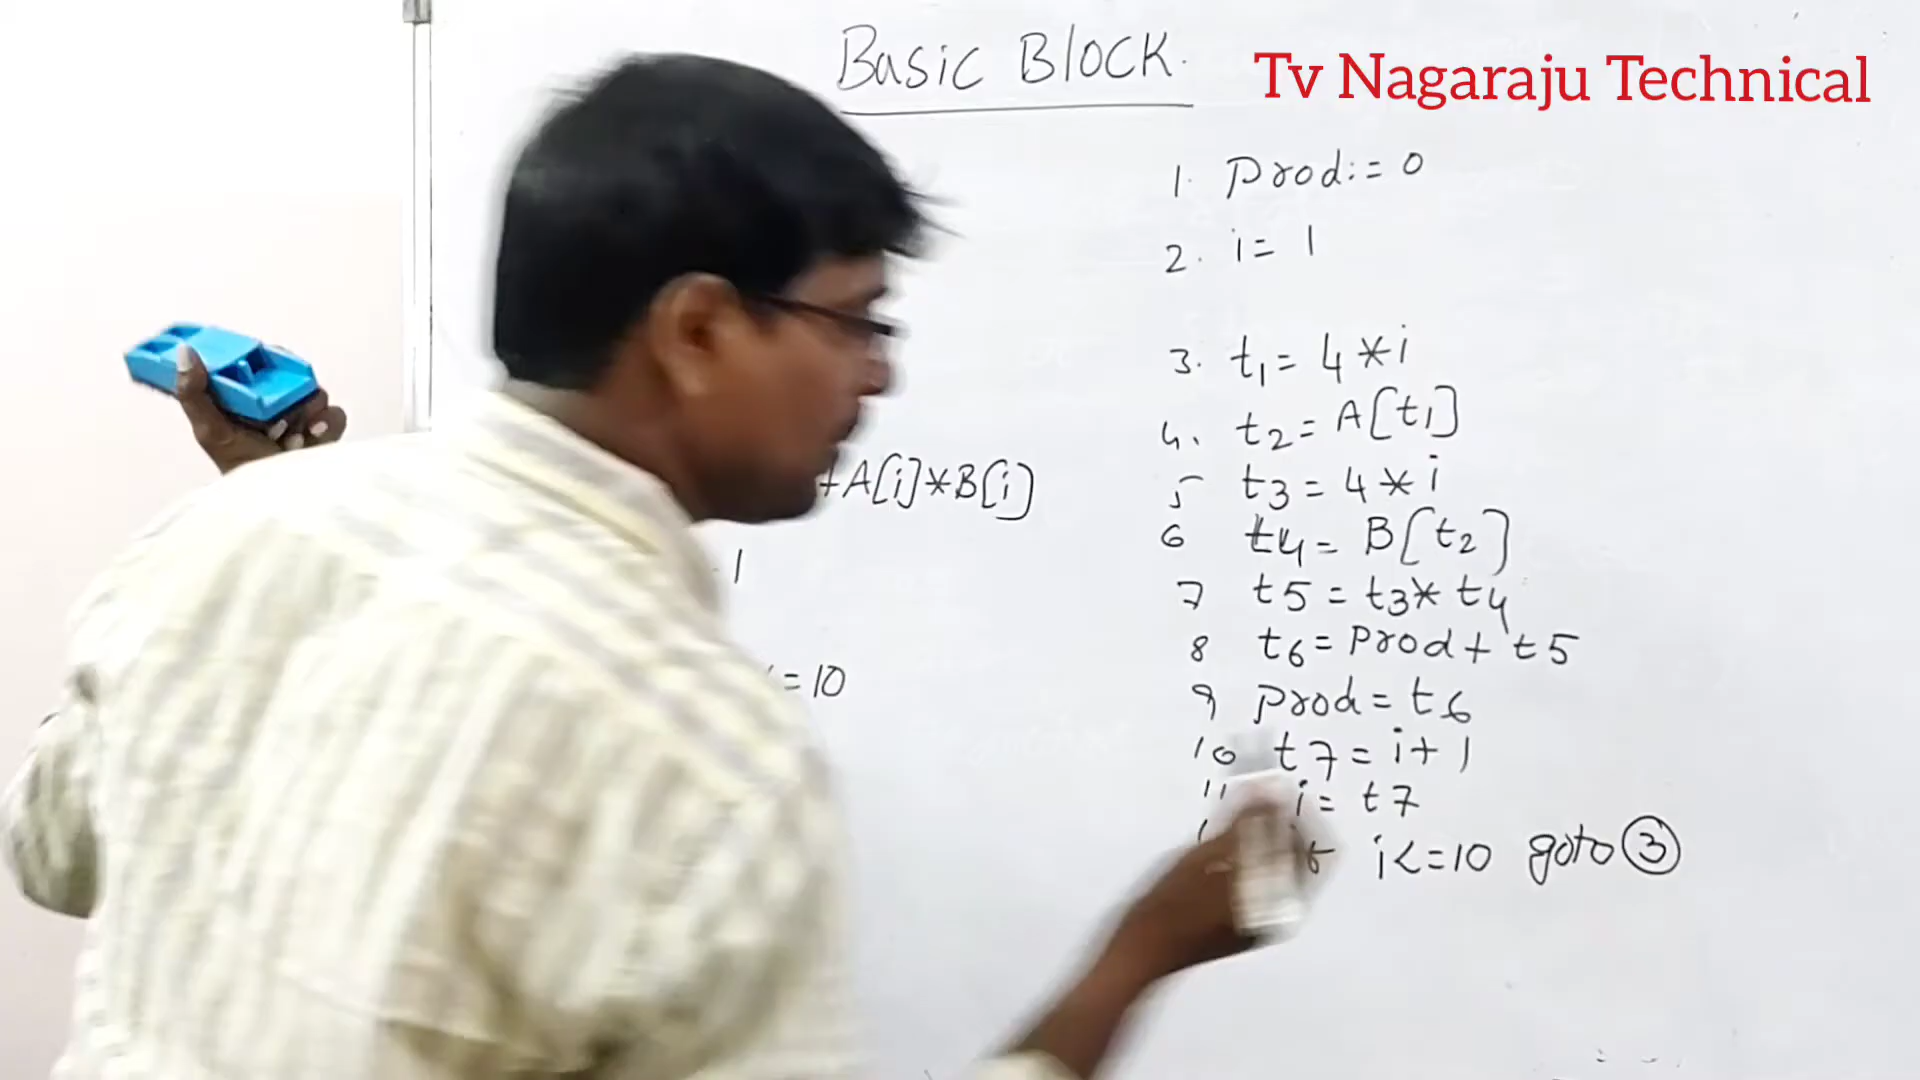 Basic Block.
Tv Nagaraju Technical
+A[i]*B[i]
1
=10
1. Prod:= 0
2. i= 1
3. t1= 4*i
4. t2= A[t1]
5 t3= 4*i
6 t4= B[t2]
7 t5= t3* t4
8 t6= Prod+ t5
9 Prod= t6
10 t7= i+1
11 i= t7
i<=10 goto 3